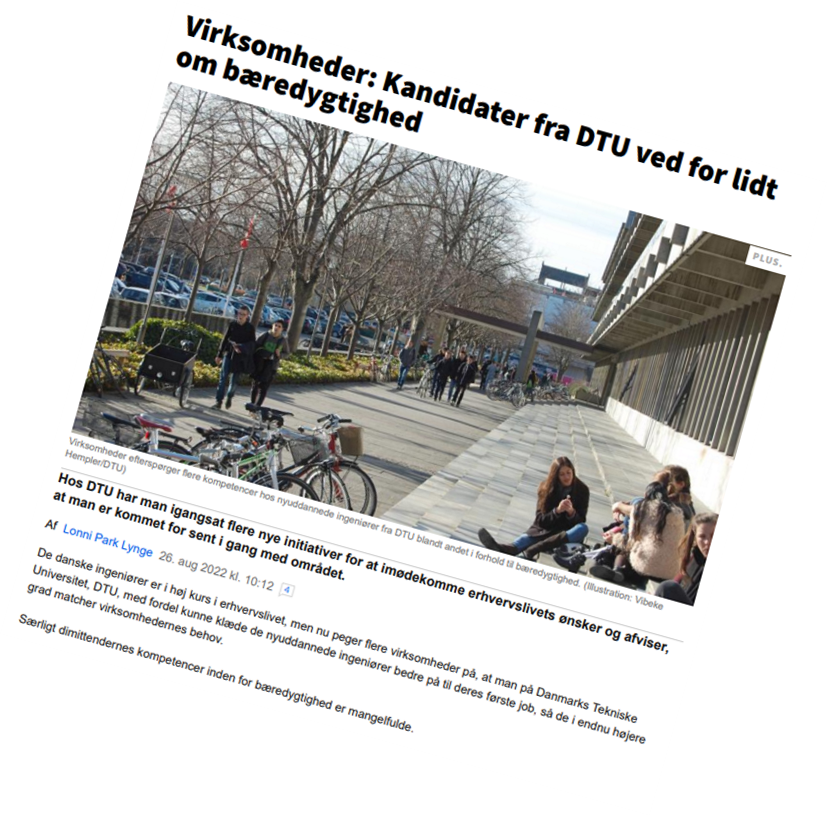 Virksomheder: Kandidater fra DTU ved for lidt
om bæredygtighed
PLUS.
Virksomheder efterspørger flere kompetencer hos nyuddannede ingeniører fra DTU blandt andet i forhold til bæredygtighed. (Illustration: Vibeke
Hempler/DTU)
Hos DTU har man igangsat flere nye initiativer for at imødekomme erhvervslivets ønsker og afviser,
at man er kommet for sent i gang med området.
Af Lonni Park Lynge 26. aug 2022 kl. 10:12 4
De danske ingeniører er i høj kurs i erhvervslivet, men nu peger flere virksomheder på, at man på Danmarks Tekniske
Universitet, DTU, med fordel kunne klæde de nyuddannede ingeniører bedre på til deres første job, så de i endnu højere
grad matcher virksomhedernes behov.
Særligt dimittendernes kompetencer inden for bæredygtighed er mangelfulde.